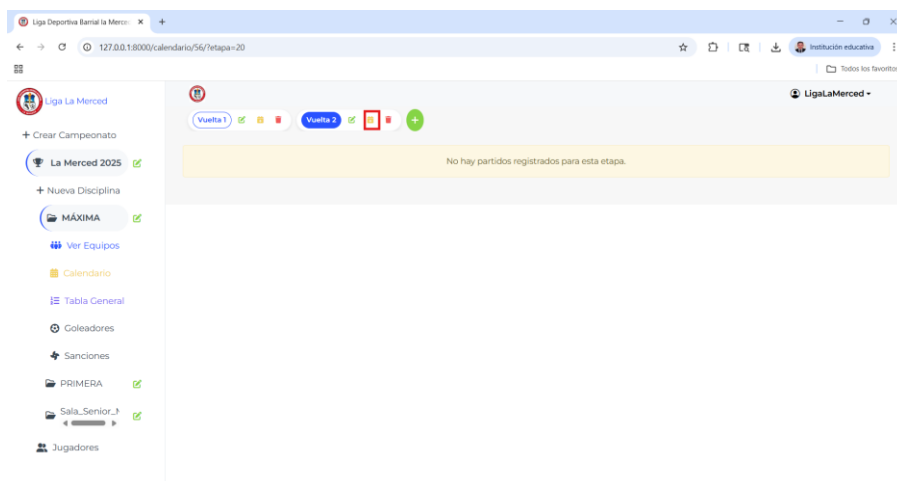 Liga Deportiva Barrial la Merced
127.0.0.1:8000/calendario/56/?etapa=20
Institución educativa
Todos los favoritos
Liga La Merced
LigaLaMerced
Vuelta 1
Vuelta 2
+ Crear Campeonato
La Merced 2025
No hay partidos registrados para esta etapa.
+ Nueva Disciplina
MÁXIMA
Ver Equipos
Calendario
Tabla General
Goleadores
Sanciones
PRIMERA
Sala_Senior_M
Jugadores